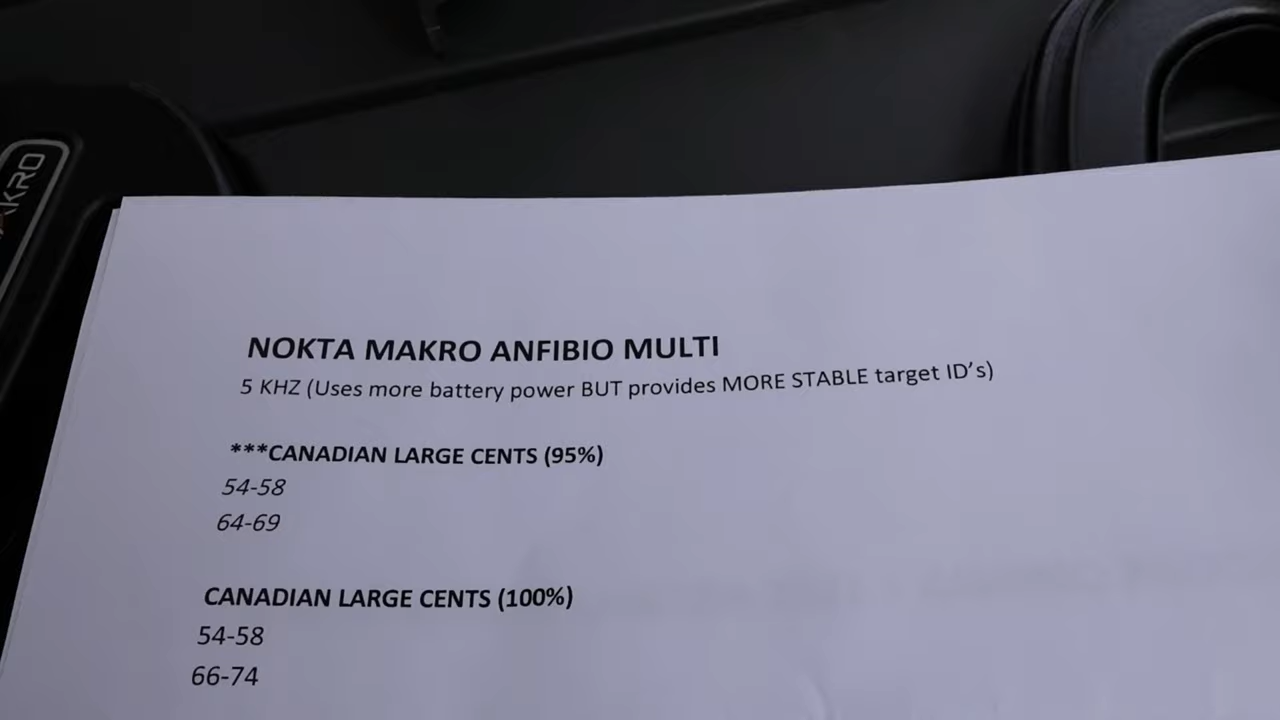 AKRO
NOKTA MAKRO ANFIBIO MULTI
5 KHZ (Uses more battery power BUT provides MORE STABLE target ID's)
***CANADIAN LARGE CENTS (95%)
54-58
64-69
CANADIAN LARGE CENTS (100%)
54-58
66-74